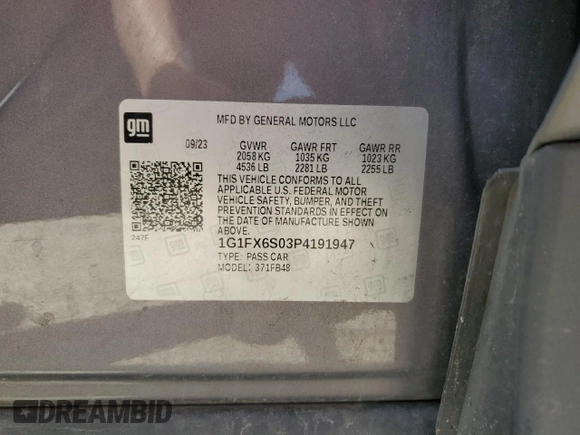 gm
MFD BY GENERAL MOTORS LLC
09/23 GVWR GAWR FRT GAWR RR
2058 KG 1035 KG 1023 KG
4536 LB 2281 LB 2255 LB
THIS VEHICLE CONFORMS TO ALL
APPLICABLE U.S. FEDERAL MOTOR
VEHICLE SAFETY, BUMPER, AND THEFT
PREVENTION STANDARDS IN EFFECT ON
THE DATE OF MANUFACTURE SHOWN
ABOVE.
247F
1G1FX6S03P4191947
TYPE: PASS CAR
MODEL: 371FB48
DREAMBID